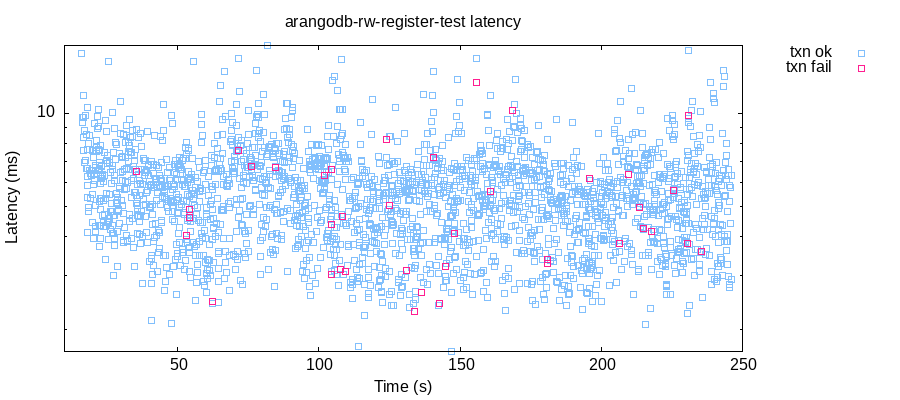 arangodb-rw-register-test latency
txn ok
txn fail
10
Latency (ms)
50 100 150 200 250
Time (s)